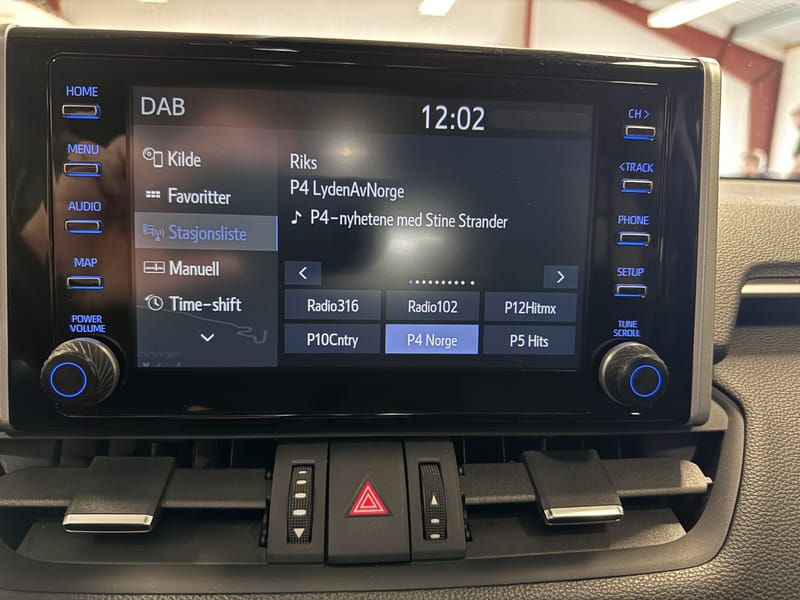 DAB
12:02
HOME
MENU
AUDIO
MAP
POWER
VOLUME
Kilde
Favoritter
Stasjonsliste
Manuell
Time-shift
Riks
P4 LydenAvNorge
P4-nyhetene med Stine Strander
Radio316
Radio102
P12Hitmx
P10Cntry
P4 Norge
P5 Hits
CH >
<TRACK
PHONE
SETUP
TUNE
SCROLL